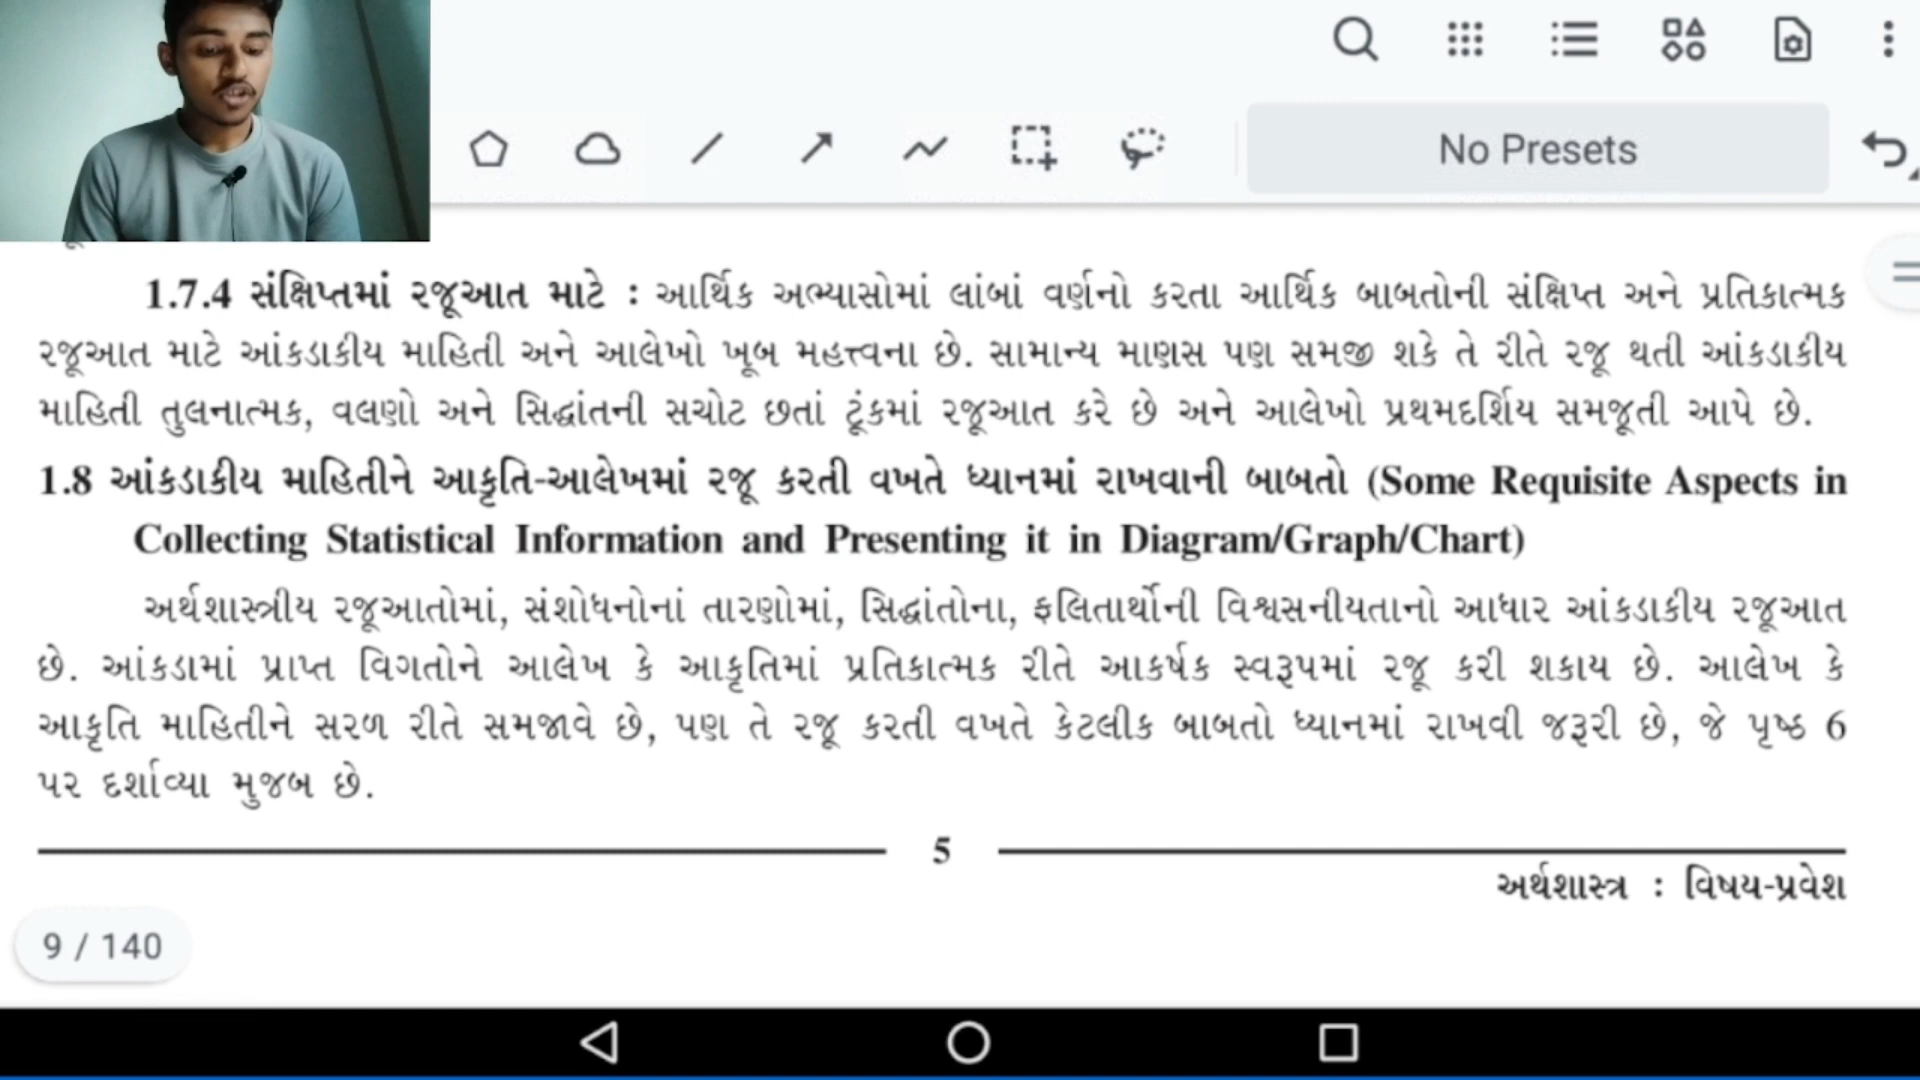 No Presets
1.7.4 સંક્ષિપ્તમાં રજૂઆત માટે : આર્થિક અભ્યાસોમાં લાંબાં વર્ણનો કરતા આર્થિક બાબતોની સંક્ષિપ્ત અને પ્રતિકાત્મક
રજૂઆત માટે આંકડાકીય માહિતી અને આલેખો ખૂબ મહત્ત્વના છે. સામાન્ય માણસ પણ સમજી શકે તે રીતે રજૂ થતી આંકડાકીય
માહિતી તુલનાત્મક, વલણો અને સિદ્ધાંતની સચોટ છતાં ટૂંકમાં રજૂઆત કરે છે અને આલેખો પ્રથમદર્શિય સમજૂતી આપે છે.
1.8 આંકડાકીય માહિતીને આકૃતિ-આલેખમાં રજૂ કરતી વખતે ધ્યાનમાં રાખવાની બાબતો (Some Requisite Aspects in
Collecting Statistical Information and Presenting it in Diagram/Graph/Chart)
અર્થશાસ્ત્રીય રજૂઆતોમાં, સંશોધનોનાં તારણોમાં, સિદ્ધાંતોના, ફલિતાર્થોની વિશ્વસનીયતાનો આધાર આંકડાકીય રજૂઆત
છે. આંકડામાં પ્રાપ્ત વિગતોને આલેખ કે આકૃતિમાં પ્રતિકાત્મક રીતે આકર્ષક સ્વરૂપમાં રજૂ કરી શકાય છે. આલેખ કે
આકૃતિ માહિતીને સરળ રીતે સમજાવે છે, પણ તે રજૂ કરતી વખતે કેટલીક બાબતો ધ્યાનમાં રાખવી જરૂરી છે, જે પૃષ્ઠ 6
પર દર્શાવ્યા મુજબ છે.
5
અર્થશાસ્ત્ર : વિષય-પ્રવેશ
9 / 140